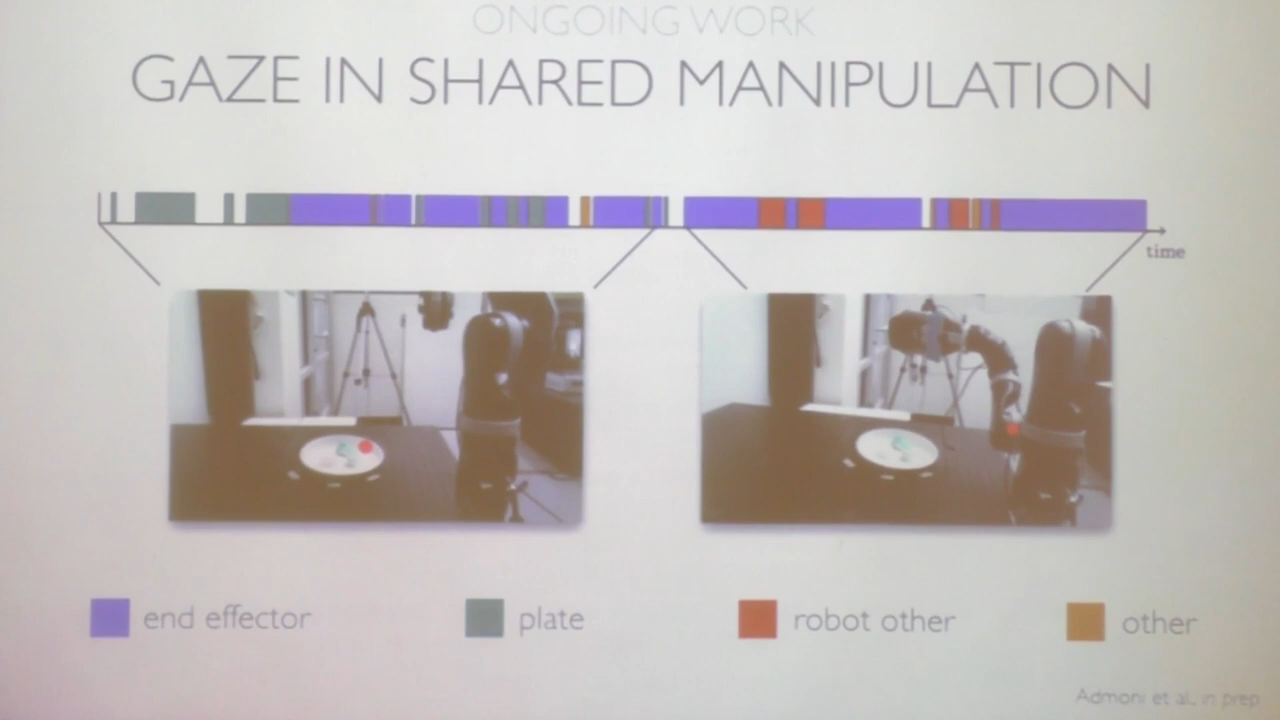 ONGOING WORK
GAZE IN SHARED MANIPULATION
time
end effector
plate
robot other
other
Admoni et al., in prep